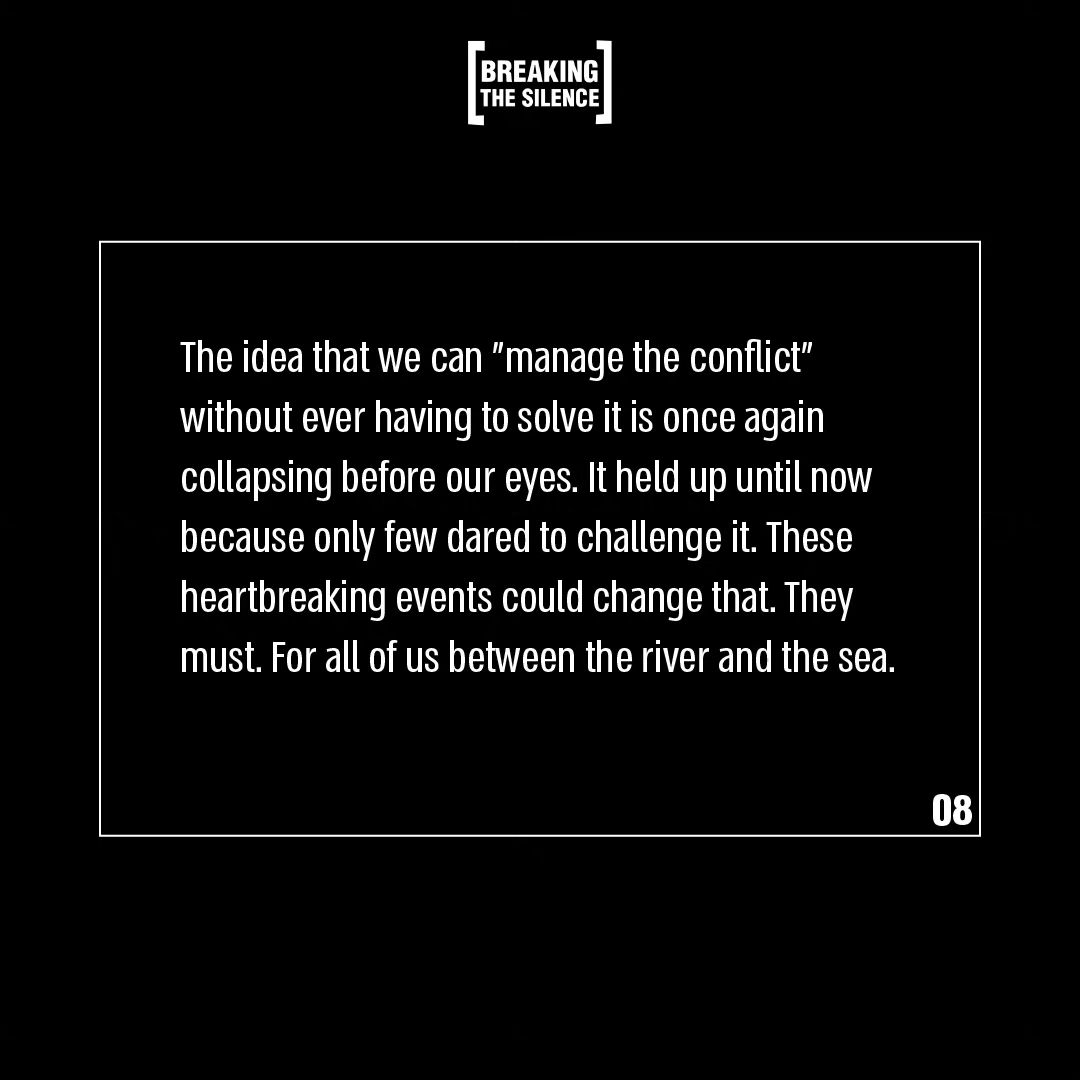 [BREAKING
THE SILENCE]
The idea that we can "manage the conflict"
without ever having to solve it is once again
collapsing before our eyes. It held up until now
because only few dared to challenge it. These
heartbreaking events could change that. They
must. For all of us between the river and the sea.
08